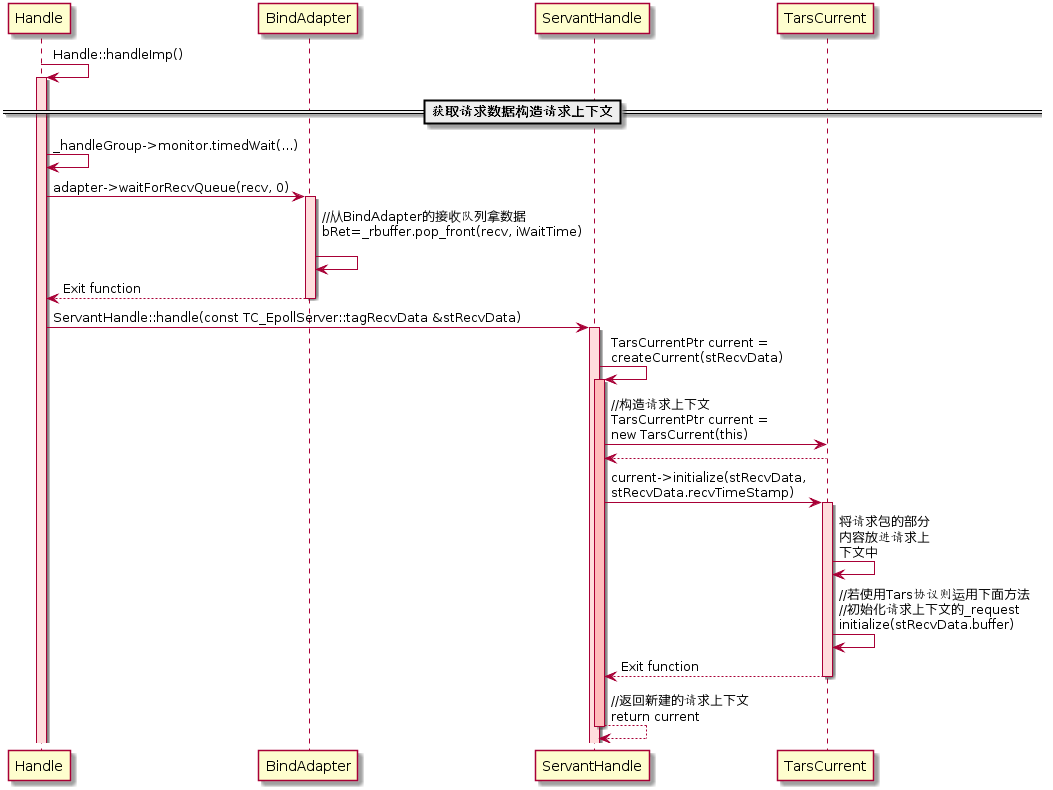 Handle
BindAdapter
ServantHandle
TarsCurrent
Handle::handleImp()
获取请求数据构造请求上下文
_handleGroup->monitor.timedWait(...)
adapter->waitForRecvQueue(recv, 0)
//从BindAdapter的接收队列拿数据
bRet=_rbuffer.pop_front(recv, iWaitTime)
Exit function
ServantHandle::handle(const TC_EpollServer::tagRecvData &stRecvData)
TarsCurrentPtr current =
createCurrent(stRecvData)
//构造请求上下文
TarsCurrentPtr current =
new TarsCurrent(this)
current->initialize(stRecvData,
stRecvData.recvTimeStamp)
将请求包的部分
内容放进请求上
下文中
//若使用Tars协议则运用下面方法
//初始化请求上下文的_request
initialize(stRecvData.buffer)
Exit function
//返回新建的请求上下文
return current
Handle
BindAdapter
ServantHandle
TarsCurrent